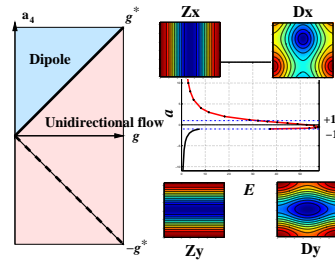 a₄
g*
Dipole
Unidirectional flow
g
−g*
Zx
Dx
a
+1
−1
E
Zy
Dy